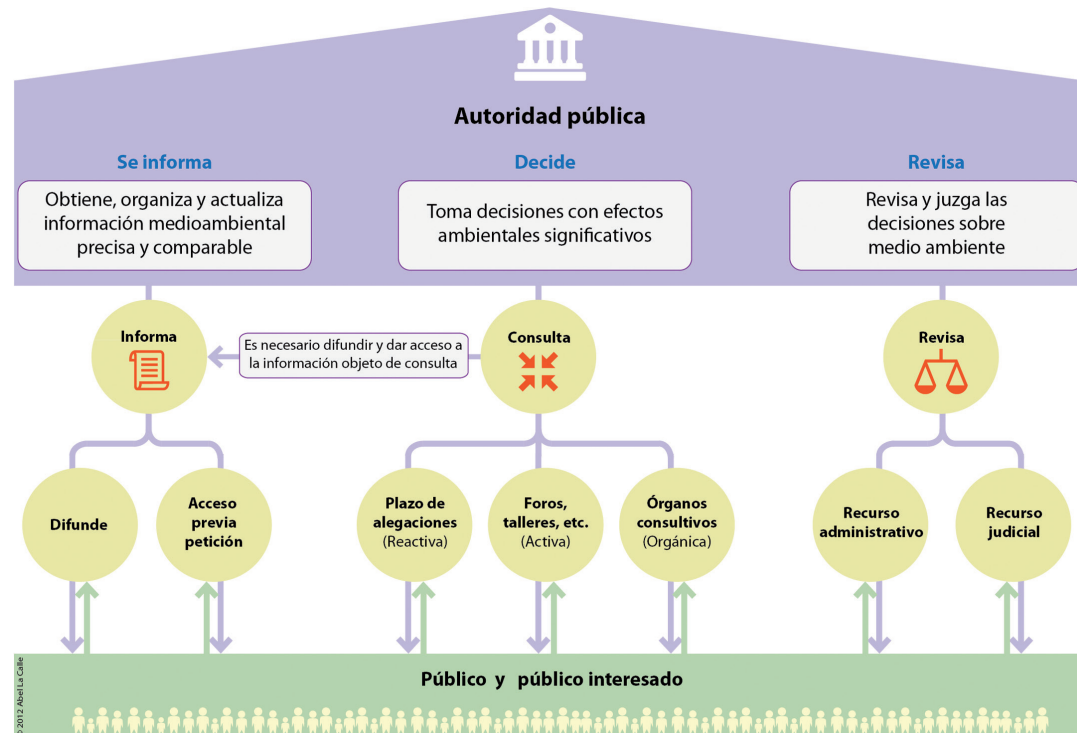 Autoridad pública
Se informa
Obtiene, organiza y actualiza
información medioambiental
precisa y comparable
Decide
Toma decisiones con efectos
ambientales significativos
Revisa
Revisa y juzga las
decisiones sobre
medio ambiente
Informa
Es necesario difundir y dar acceso a
la información objeto de consulta
Consulta
Revisa
Difunde
Acceso
previa
petición
Plazo de
alegaciones
(Reactiva)
Foros,
talleres, etc.
(Activa)
Órganos
consultivos
(Orgánica)
Recurso
administrativo
Recurso
judicial
Público y público interesado
© 2012 Abel La Calle